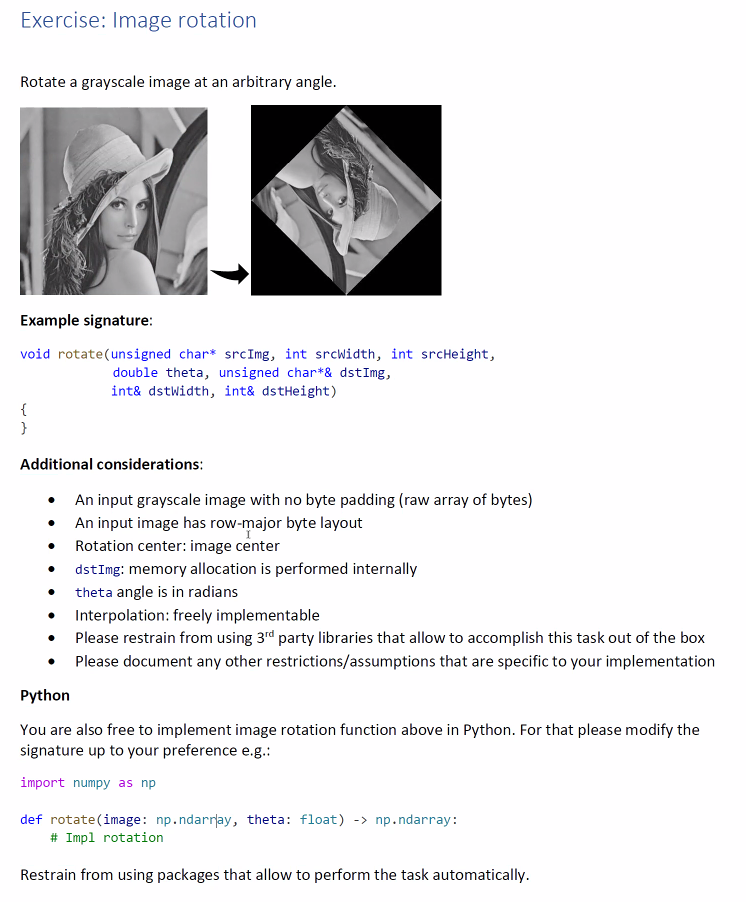 Exercise: Image rotation
Rotate a grayscale image at an arbitrary angle.
Example signature:
void rotate(unsigned char* srcImg, int srcWidth, int srcHeight,
double theta, unsigned char*& dstImg,
int& dstWidth, int& dstHeight)
{
}
Additional considerations:
• An input grayscale image with no byte padding (raw array of bytes)
• An input image has row-major byte layout
• Rotation center: image center
• dstImg: memory allocation is performed internally
• theta angle is in radians
• Interpolation: freely implementable
• Please restrain from using 3rd party libraries that allow to accomplish this task out of the box
• Please document any other restrictions/assumptions that are specific to your implementation
Python
You are also free to implement image rotation function above in Python. For that please modify the
signature up to your preference e.g.:
import numpy as np
def rotate(image: np.ndarray, theta: float) -> np.ndarray:
# Impl rotation
Restrain from using packages that allow to perform the task automatically.